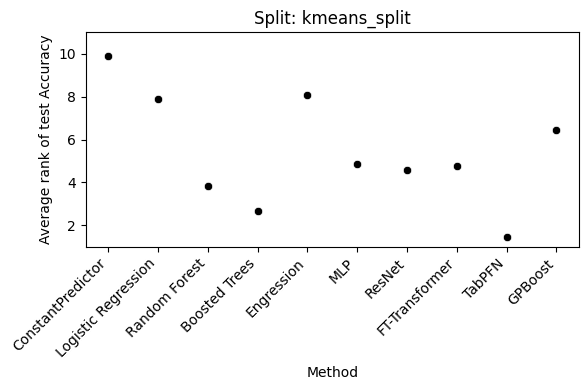 Split: kmeans_split
Average rank of test Accuracy
10
8
6
4
2
ConstantPredictor
Logistic Regression
Random Forest
Boosted Trees
Engression
MLP
ResNet
FT-Transformer
TabPFN
GPBoost
Method